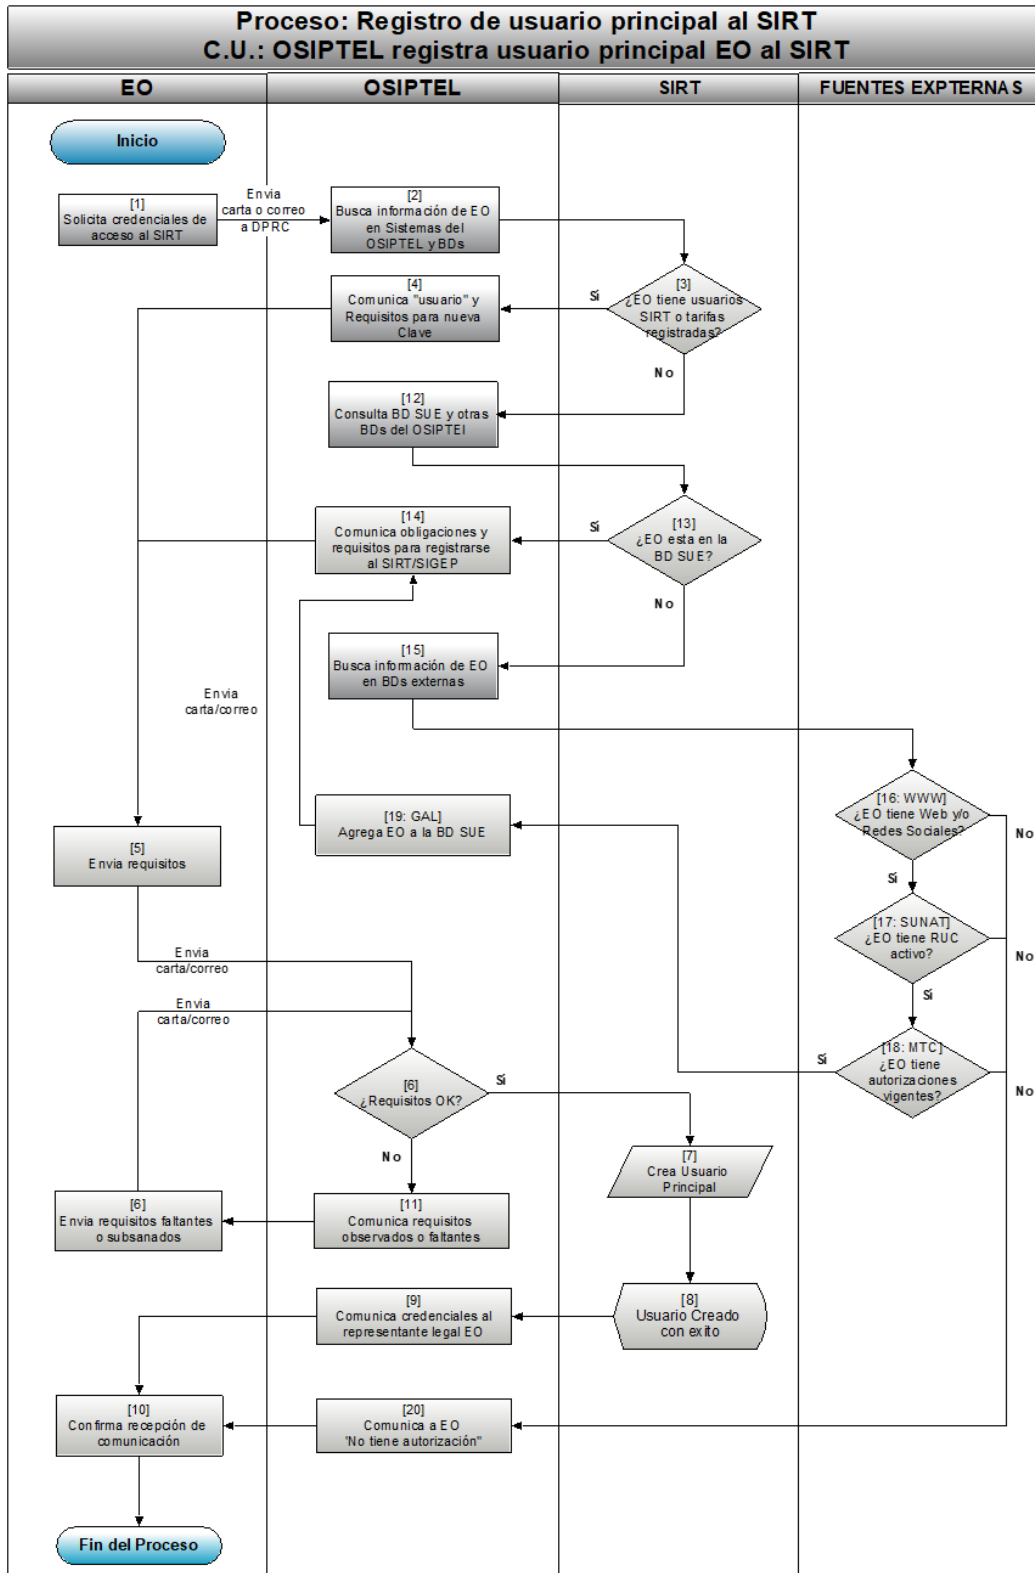 Proceso: Registro de usuario principal al SIRT
C.U.: OSIPTEL registra usuario principal EO al SIRT
EO
OSIPTEL
SIRT
FUENTES EXPTERNAS
Inicio
[1]
Solicita credenciales de
acceso al SIRT
Envia
carta o correo
a DPRC
[2]
Busca información de EO
en Sistemas del
OSIPTEL y BDs
[3]
¿EO tiene usuarios
SIRT o tarifas
registradas?
Sí
No
[4]
Comunica "usuario" y
Requisitos para nueva
Clave
[12]
Consulta BD SUE y otras
BDs del OSIPTEl
[13]
¿EO esta en la
BD SUE?
Sí
No
[14]
Comunica obligaciones y
requisitos para registrarse
al SIRT/SIGEP
[15]
Busca información de EO
en BDs externas
Envia
carta/correo
[16: WWW]
¿EO tiene Web y/o
Redes Sociales?
No
Sí
[19: GAL]
Agrega EO a la BD SUE
[5]
Envia requisitos
[17: SUNAT]
¿EO tiene RUC
activo?
No
Sí
Envia
carta/correo
Envia
carta/correo
[18: MTC]
¿EO tiene
autorizaciones
vigentes?
Sí
No
[6]
¿Requisitos OK?
Sí
No
[7]
Crea Usuario
Principal
[6]
Envia requisitos faltantes
o subsanados
[11]
Comunica requisitos
observados o faltantes
[8]
Usuario Creado
con exito
[9]
Comunica credenciales al
representante legal EO
[10]
Confirma recepción de
comunicación
[20]
Comunica a EO
"No tiene autorización"
Fin del Proceso